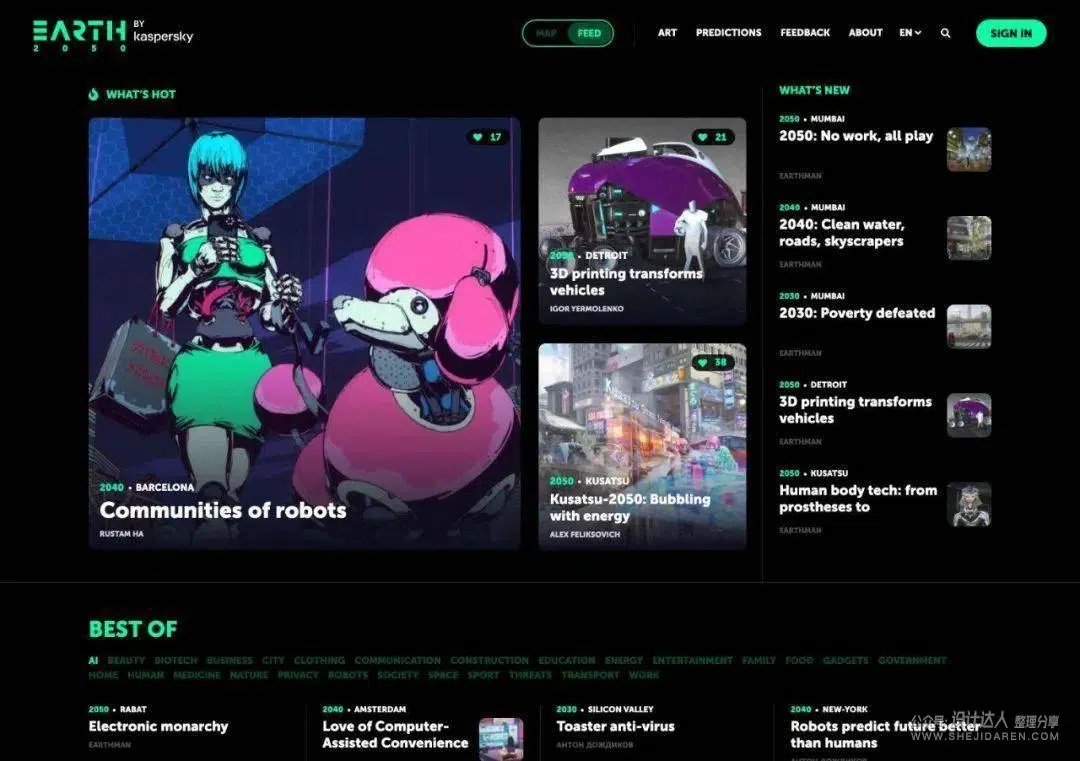 EARTH BY
kaspersky
2050
MAP FEED ART PREDICTIONS FEEDBACK ABOUT EN SIGN IN
WHAT'S HOT
17
2040 • BARCELONA
Communities of robots
RUSTAM HA
21
2050 • DETROIT
3D printing transforms
vehicles
IGOR YERMOLENKO
38
2050 • KUSATSU
Kusatsu-2050: Bubbling
with energy
ALEX FELIKSOVICH
WHAT'S NEW
2050 • MUMBAI
2050: No work, all play
EARTHMAN
2040 • MUMBAI
2040: Clean water,
roads, skyscrapers
EARTHMAN
2030 • MUMBAI
2030: Poverty defeated
EARTHMAN
2050 • DETROIT
3D printing transforms
vehicles
EARTHMAN
2050 • KUSATSU
Human body tech: from
prostheses to
EARTHMAN
BEST OF
AI BEAUTY BIOTECH BUSINESS CITY CLOTHING COMMUNICATION CONSTRUCTION EDUCATION ENERGY ENTERTAINMENT FAMILY FOOD GADGETS GOVERNMENT
HOME HUMAN MEDICINE NATURE PRIVACY ROBOTS SOCIETY SPACE SPORT THREATS TRANSPORT WORK
2050 • RABAT
Electronic monarchy
EARTHMAN
2040 • AMSTERDAM
Love of Computer-
Assisted Convenience
2030 • SILICON VALLEY
Toaster anti-virus
АНТОН ДОЖДИКОВ
2040 • NEW-YORK
Robots predict future better
than humans
公众号: 设计达人 整理分享
WWW.SHEJIDAREN.COM